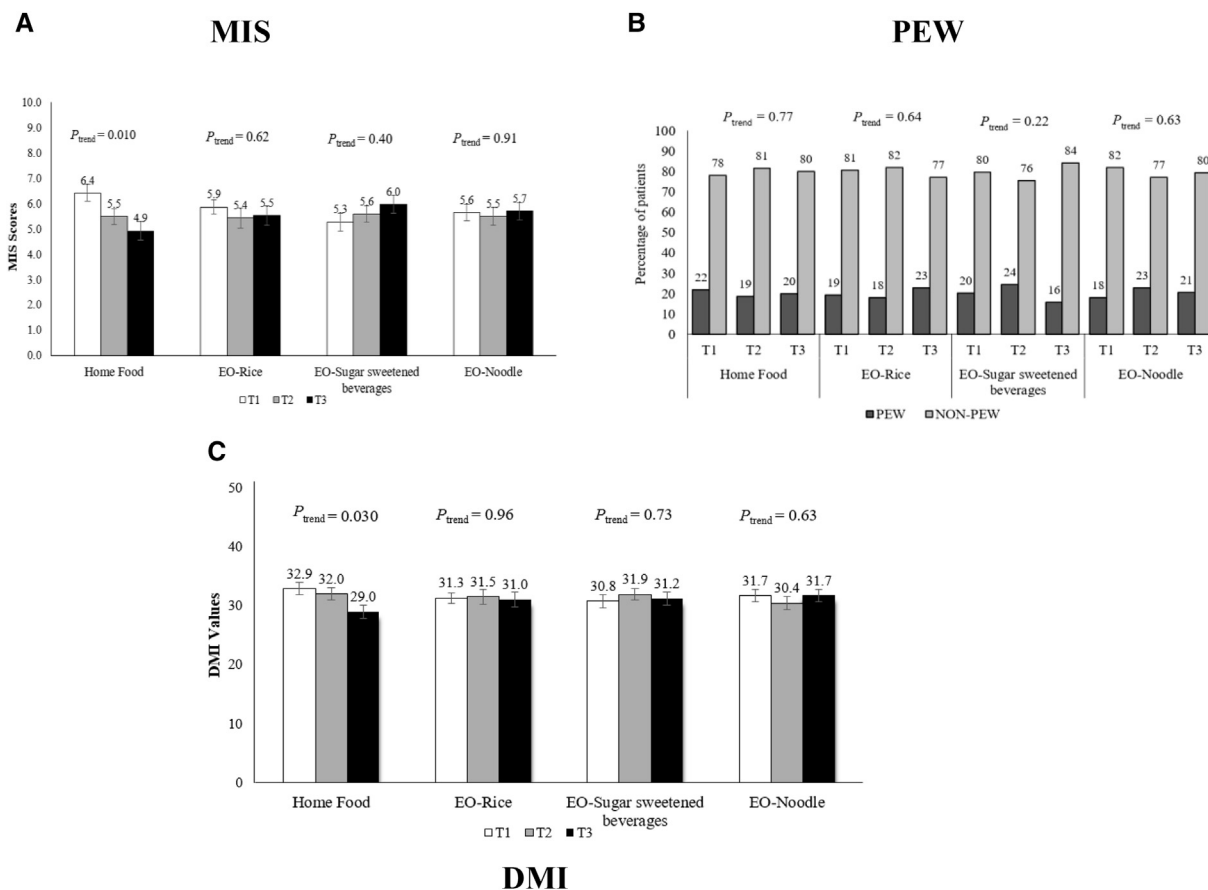 A
MIS
10.0
9.0
8.0
7.0
6.0
5.0
4.0
3.0
2.0
1.0
0.0
MIS Scores
P trend = 0.010
P trend = 0.62
P trend = 0.40
P trend = 0.91
6.4
5.5
4.9
5.9
5.4
5.5
5.3
5.6
6.0
5.6
5.5
5.7
Home Food
EO-Rice
EO-Sugar sweetened
beverages
EO-Noodle
T1
T2
T3
B
PEW
P trend = 0.77
P trend = 0.64
P trend = 0.22
P trend = 0.63
100
90
80
70
60
50
40
30
20
10
0
Percentage of patients
22
78
19
81
20
80
19
81
18
82
23
77
20
80
24
76
16
84
18
82
23
77
21
80
T1
T2
T3
T1
T2
T3
T1
T2
T3
T1
T2
T3
Home Food
EO-Rice
EO-Sugar sweetened
beverages
EO-Noodle
PEW
NON-PEW
C
50
40
30
20
10
0
DMI Values
P trend = 0.030
P trend = 0.96
P trend = 0.73
P trend = 0.63
32.9
32.0
29.0
31.3
31.5
31.0
30.8
31.9
31.2
31.7
30.4
31.7
Home Food
EO-Rice
EO-Sugar sweetened
beverages
EO-Noodle
T1
T2
T3
DMI